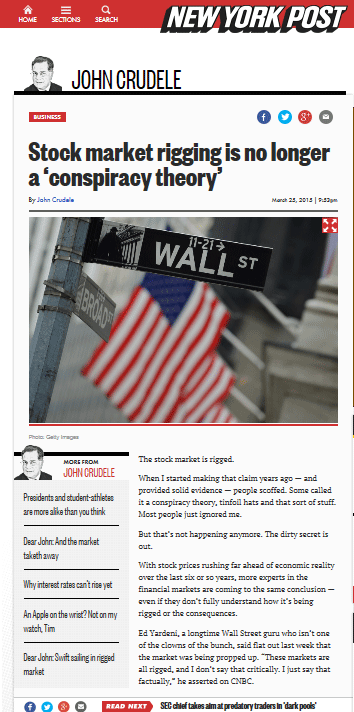 HOME
SECTIONS
SEARCH
NEW YORK POST
JOHN CRUDELE
BUSINESS
Stock market rigging is no longer
a ‘conspiracy theory’
By John Crudele
March 25, 2015 | 9:52pm
11-21→
WALL ST
BROAD
Photo: Getty Images
MORE FROM
JOHN CRUDELE
Presidents and student-athletes
are more alike than you think
Dear John: And the market
taketh away
Why interest rates can't rise yet
An Apple on the wrist? Not on my
watch, Tim
Dear John: Swift sailing in rigged
market
The stock market is rigged.
When I started making that claim years ago — and
provided solid evidence — people scoffed. Some called
it a conspiracy theory, tinfoil hats and that sort of stuff.
Most people just ignored me.
But that’s not happening anymore. The dirty secret is
out.
With stock prices rushing far ahead of economic reality
over the last six or so years, more experts in the
financial markets are coming to the same conclusion —
even if they don’t fully understand how it’s being
rigged or the consequences.
Ed Yardeni, a longtime Wall Street guru who isn’t one
of the clowns of the bunch, said flat out last week that
the market was being propped up. “These markets are
all rigged, and I don’t say that critically. I just say that
factually,” he asserted on CNBC.
READ NEXT
SEC chief takes aim at predatory traders in 'dark pools'